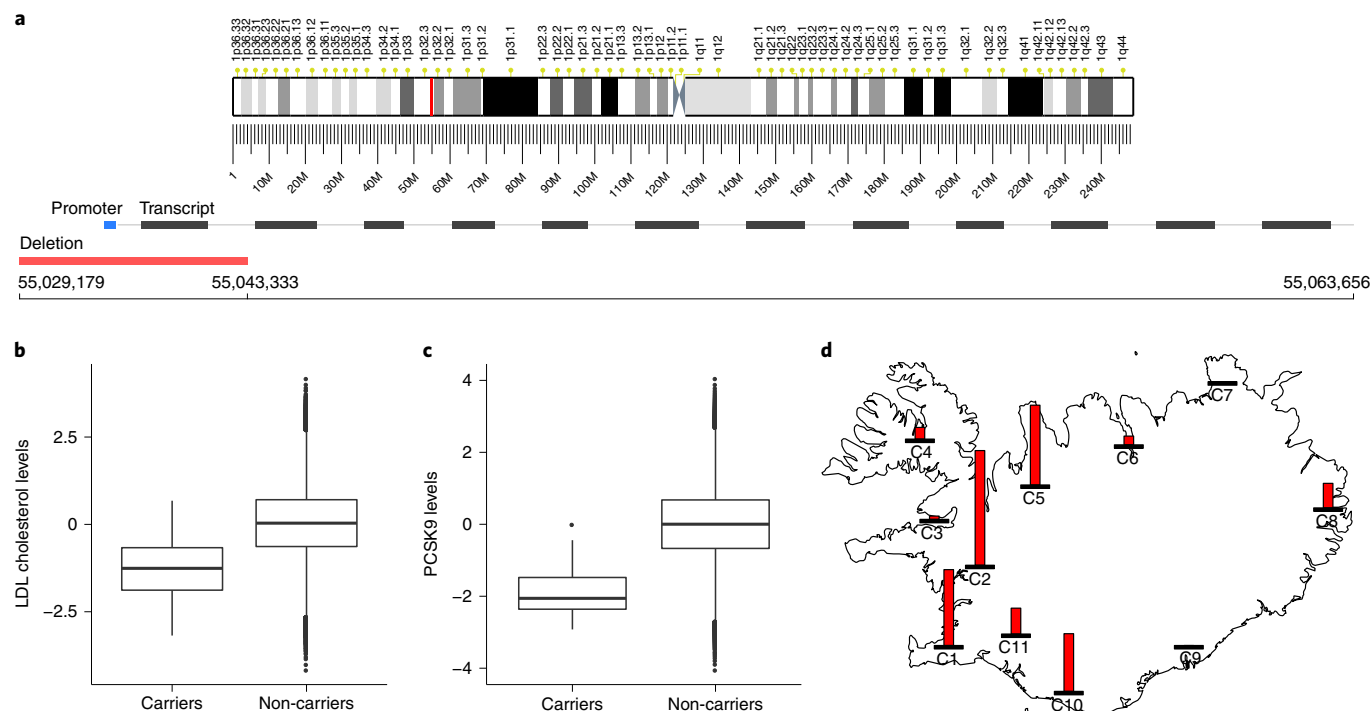 a
1p36.33 1p36.32 1p36.31 1p36.23 1p36.22 1p36.21 1p36.13 1p36.12 1p36.11 1p35.3 1p35.2 1p35.1 1p34.3 1p34.2 1p34.1 1p33 1p32.3 1p32.2 1p32.1 1p31.3 1p31.2 1p31.1 1p22.3 1p22.2 1p22.1 1p21.3 1p21.2 1p21.1 1p13.3 1p13.2 1p13.1 1p12 1p11.2 1p11.1 1q11 1q12 1q21.1 1q21.2 1q21.3 1q22 1q23.1 1q23.2 1q23.3 1q24.1 1q24.2 1q24.3 1q25.1 1q25.2 1q25.3 1q31.1 1q31.2 1q31.3 1q32.1 1q32.2 1q32.3 1q41 1q42.11 1q42.12 1q42.13 1q42.2 1q42.3 1q43 1q44
1 10M 20M 30M 40M 50M 60M 70M 80M 90M 100M 110M 120M 130M 140M 150M 160M 170M 180M 190M 200M 210M 220M 230M 240M
Promoter Transcript
Deletion
55,029,179 55,043,333 55,063,656
b
LDL cholesterol levels
2.5
0
−2.5
Carriers Non-carriers
c
PCSK9 levels
4
2
0
−2
−4
Carriers Non-carriers
d
C7
C4
C6
C5
C8
C3
C2
C11
C1
C9
C10